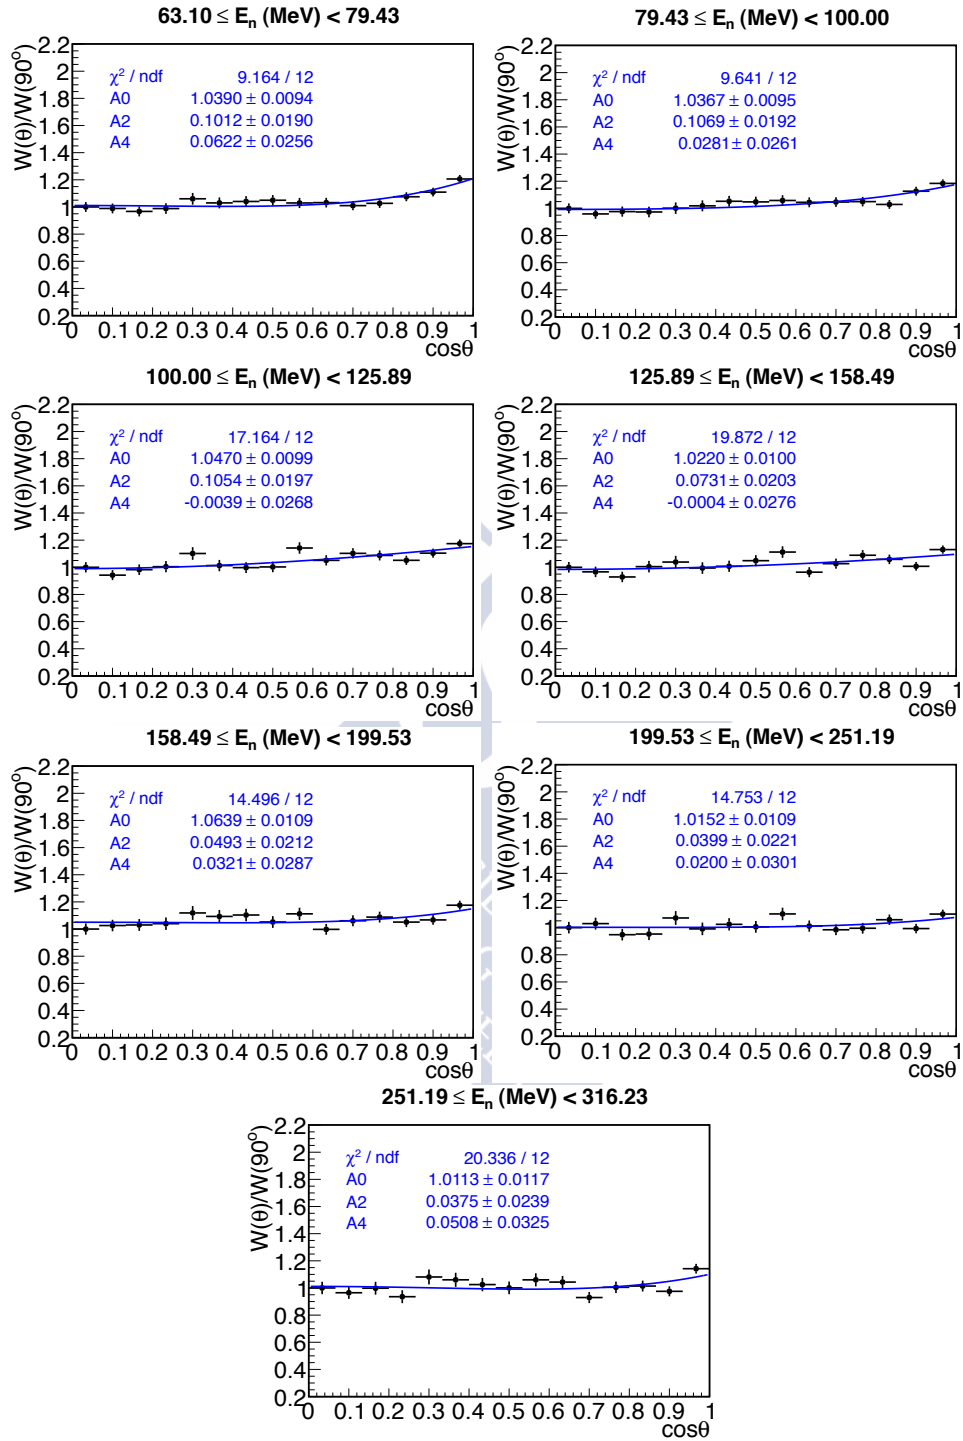 63.10 ≤ Eₙ (MeV) < 79.43
W(θ)/W(90°)
2.2
2
1.8
1.6
1.4
1.2
1
0.8
0.6
0.4
0.2
χ² / ndf 9.164 / 12
A0 1.0390 ± 0.0094
A2 0.1012 ± 0.0190
A4 0.0622 ± 0.0256
0 0.1 0.2 0.3 0.4 0.5 0.6 0.7 0.8 0.9 1
cosθ
79.43 ≤ Eₙ (MeV) < 100.00
W(θ)/W(90°)
2.2
2
1.8
1.6
1.4
1.2
1
0.8
0.6
0.4
0.2
χ² / ndf 9.641 / 12
A0 1.0367 ± 0.0095
A2 0.1069 ± 0.0192
A4 0.0281 ± 0.0261
0 0.1 0.2 0.3 0.4 0.5 0.6 0.7 0.8 0.9 1
cosθ
100.00 ≤ Eₙ (MeV) < 125.89
W(θ)/W(90°)
2.2
2
1.8
1.6
1.4
1.2
1
0.8
0.6
0.4
0.2
χ² / ndf 17.164 / 12
A0 1.0470 ± 0.0099
A2 0.1054 ± 0.0197
A4 -0.0039 ± 0.0268
0 0.1 0.2 0.3 0.4 0.5 0.6 0.7 0.8 0.9 1
cosθ
125.89 ≤ Eₙ (MeV) < 158.49
W(θ)/W(90°)
2.2
2
1.8
1.6
1.4
1.2
1
0.8
0.6
0.4
0.2
χ² / ndf 19.872 / 12
A0 1.0220 ± 0.0100
A2 0.0731 ± 0.0203
A4 -0.0004 ± 0.0276
0 0.1 0.2 0.3 0.4 0.5 0.6 0.7 0.8 0.9 1
cosθ
158.49 ≤ Eₙ (MeV) < 199.53
W(θ)/W(90°)
2.2
2
1.8
1.6
1.4
1.2
1
0.8
0.6
0.4
0.2
χ² / ndf 14.496 / 12
A0 1.0639 ± 0.0109
A2 0.0493 ± 0.0212
A4 0.0321 ± 0.0287
0 0.1 0.2 0.3 0.4 0.5 0.6 0.7 0.8 0.9 1
cosθ
199.53 ≤ Eₙ (MeV) < 251.19
W(θ)/W(90°)
2.2
2
1.8
1.6
1.4
1.2
1
0.8
0.6
0.4
0.2
χ² / ndf 14.753 / 12
A0 1.0152 ± 0.0109
A2 0.0399 ± 0.0221
A4 0.0200 ± 0.0301
0 0.1 0.2 0.3 0.4 0.5 0.6 0.7 0.8 0.9 1
cosθ
251.19 ≤ Eₙ (MeV) < 316.23
W(θ)/W(90°)
2.2
2
1.8
1.6
1.4
1.2
1
0.8
0.6
0.4
0.2
χ² / ndf 20.336 / 12
A0 1.0113 ± 0.0117
A2 0.0375 ± 0.0239
A4 0.0508 ± 0.0325
0 0.1 0.2 0.3 0.4 0.5 0.6 0.7 0.8 0.9 1
cosθ